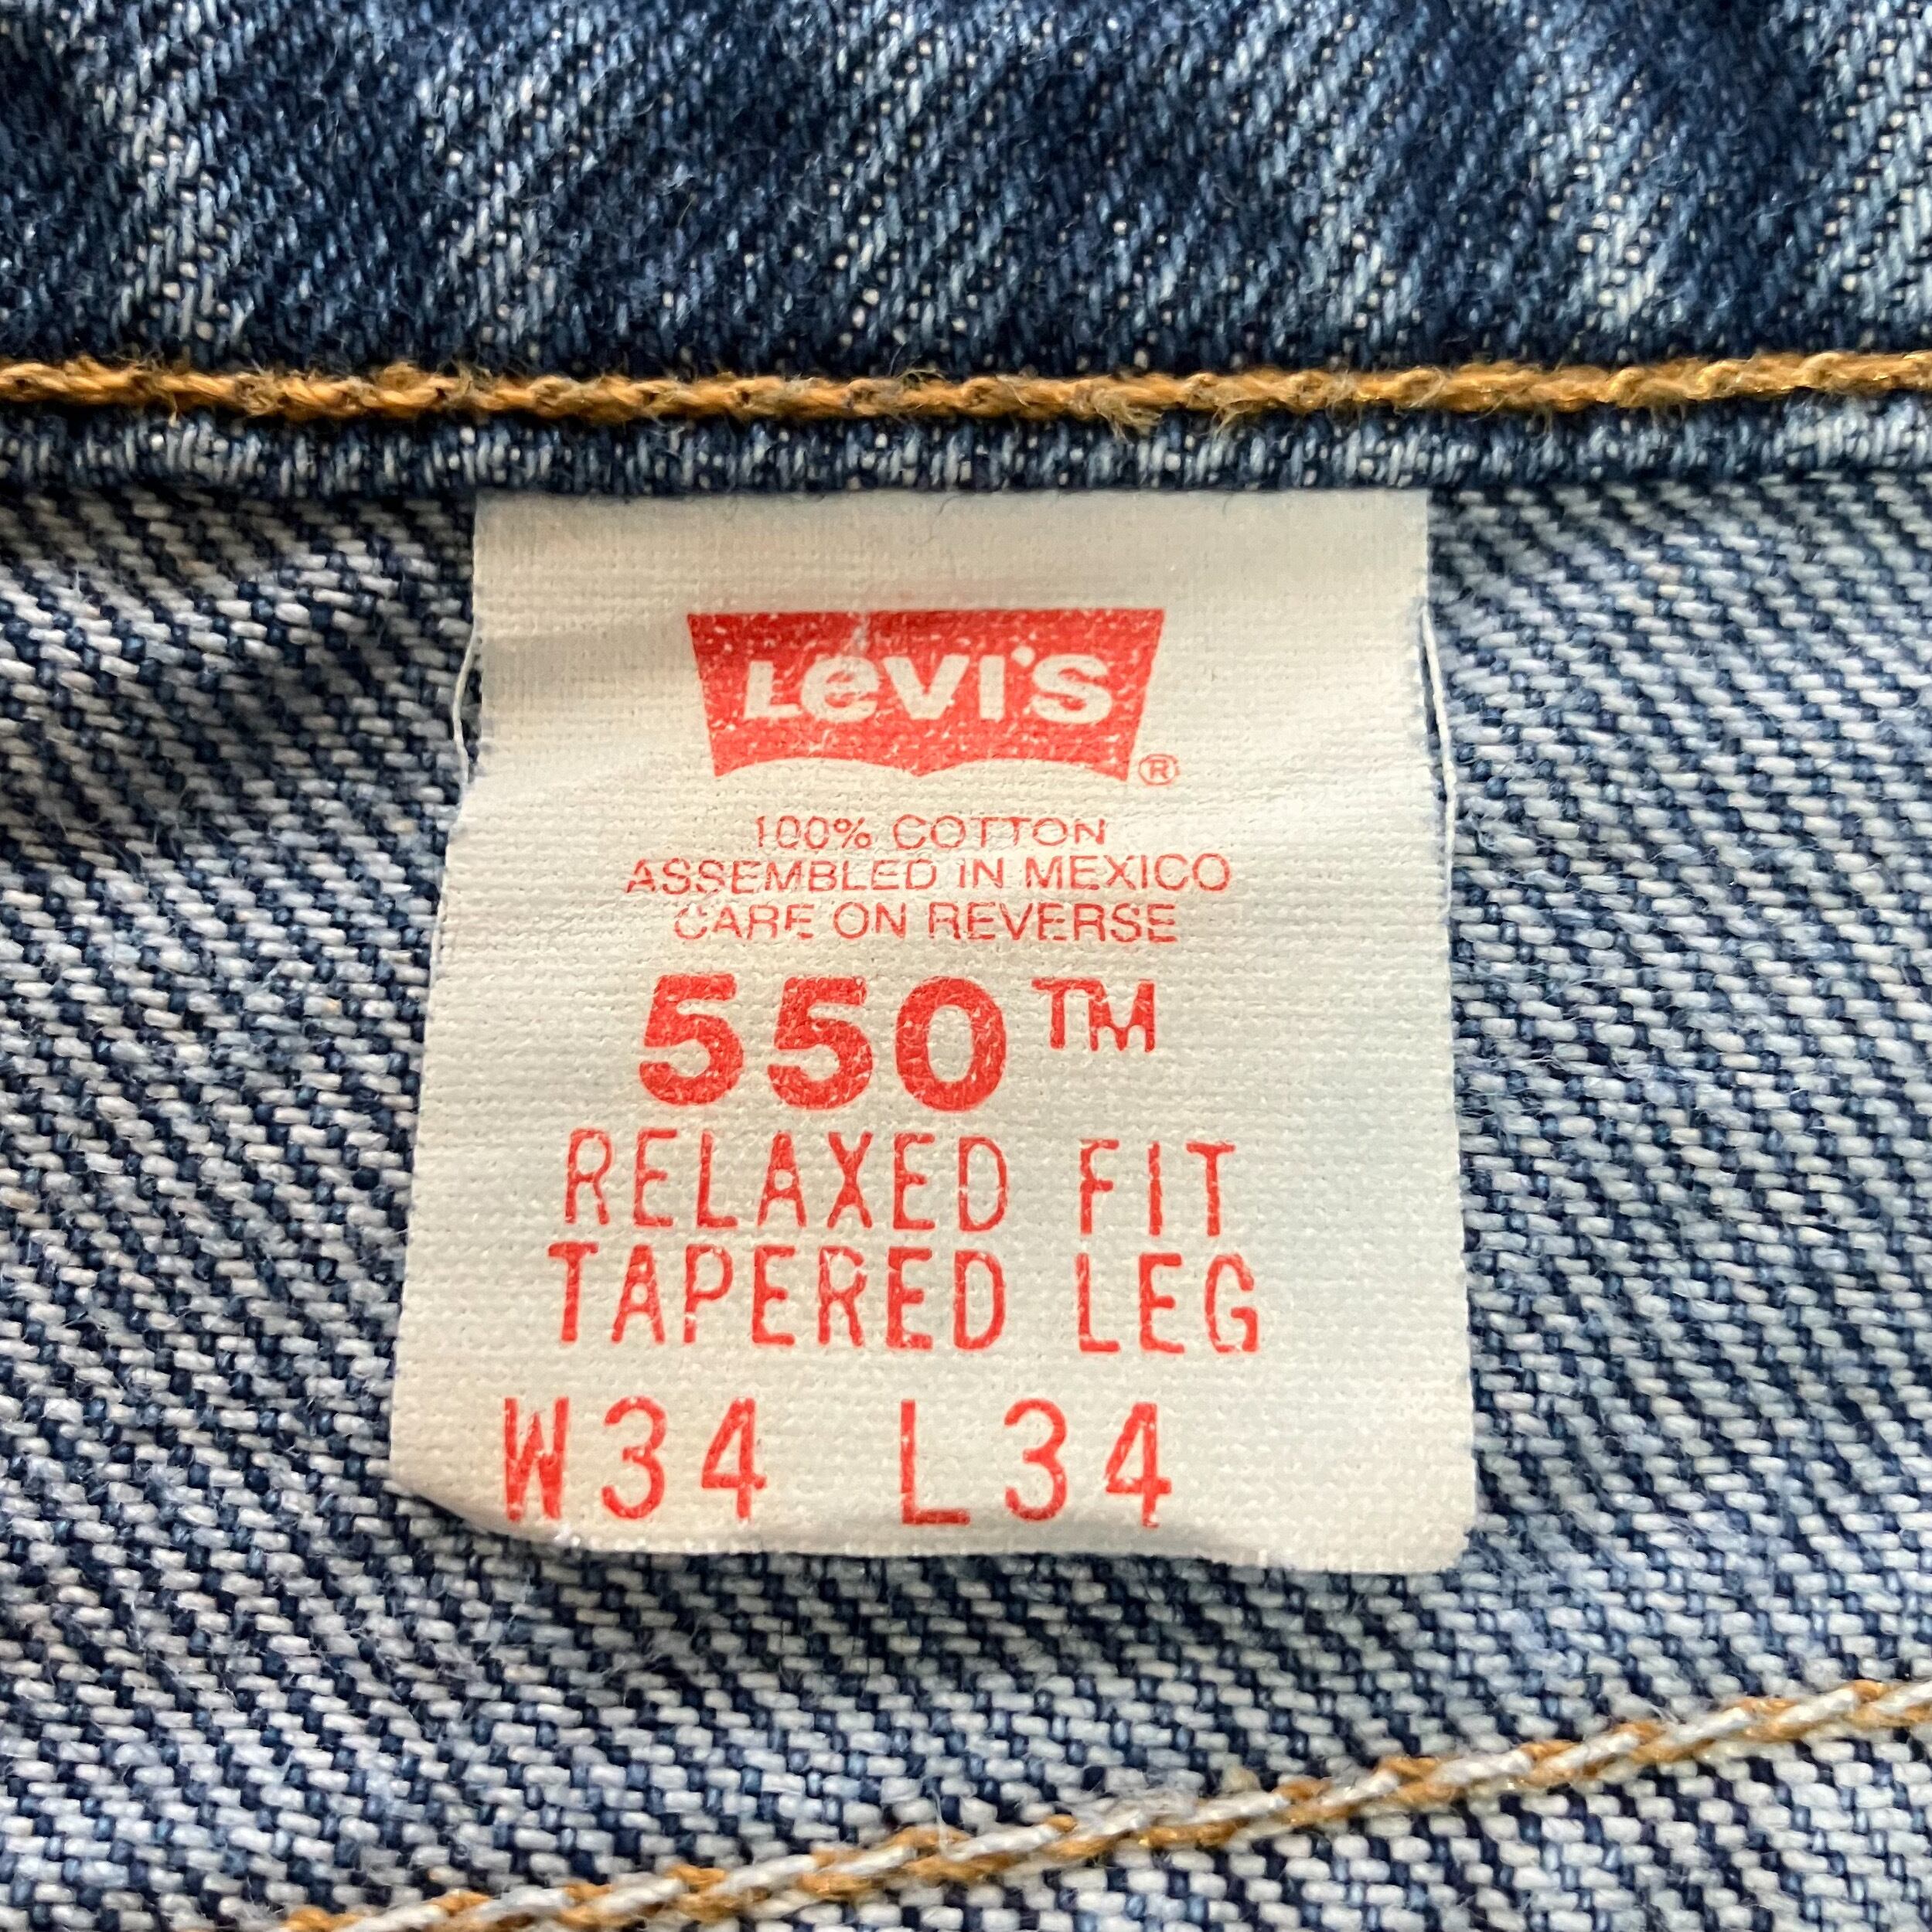 Levi's ®
100% COTTON
ASSEMBLED IN MEXICO
CARE ON REVERSE
550™
RELAXED FIT
TAPERED LEG
W34 L34